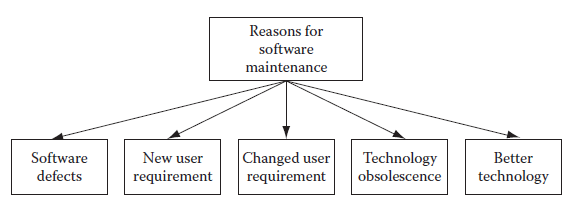 Reasons for
software
maintenance
Software
defects
New user
requirement
Changed user
requirement
Technology
obsolescence
Better
technology